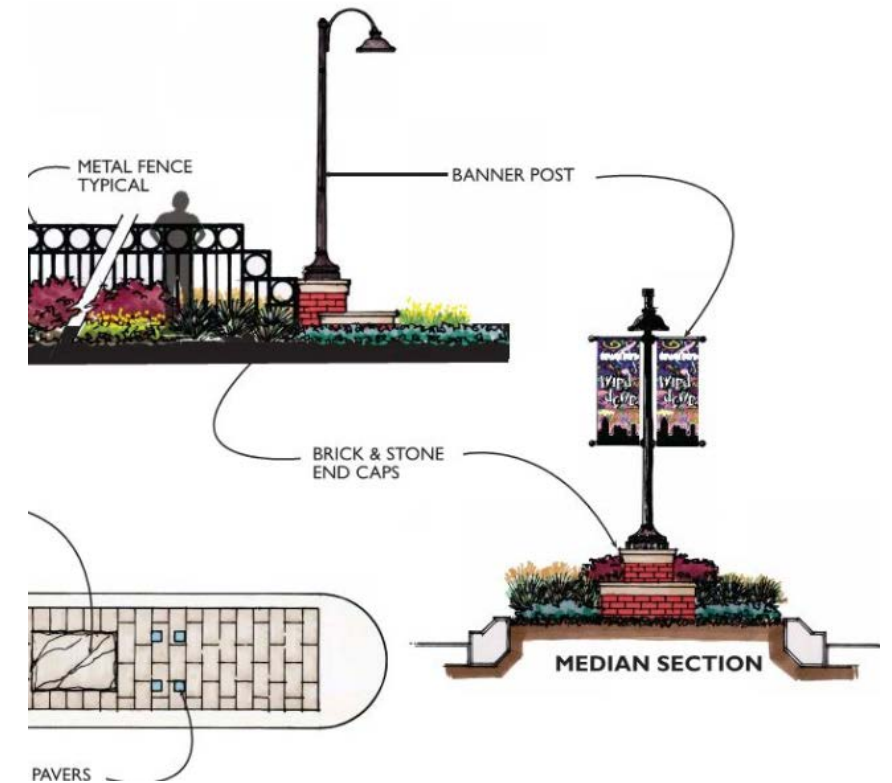 METAL FENCE
TYPICAL
BANNER POST
BRICK & STONE
END CAPS
MEDIAN SECTION
PAVERS